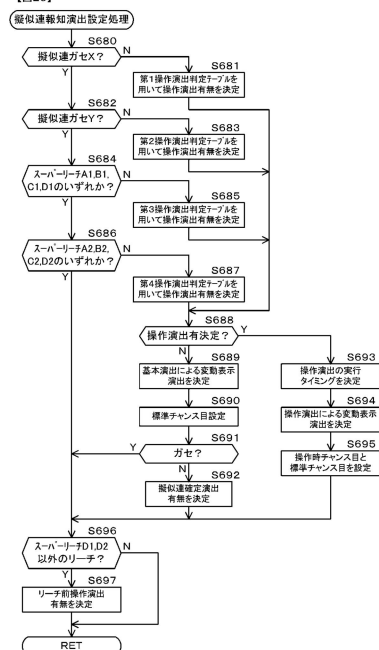 擬似連報知演出設定処理
S680
擬似連ガセX?
N
Y
S681
第1操作演出判定テーブルを
用いて操作演出有無を決定
S682
擬似連ガセY?
N
Y
S683
第2操作演出判定テーブルを
用いて操作演出有無を決定
S684
スーパーリーチA1,B1,
C1,D1のいずれか?
N
Y
S685
第3操作演出判定テーブルを
用いて操作演出有無を決定
S686
スーパーリーチA2,B2,
C2,D2のいずれか?
N
Y
S687
第4操作演出判定テーブルを
用いて操作演出有無を決定
S688
操作演出有決定?
Y
N
S689
基本演出による変動表示
演出を決定
S690
標準チャンス目設定
S691
ガセ?
Y
N
S692
擬似連確定演出
有無を決定
S693
操作演出の実行
タイミングを決定
S694
操作演出による変動表示
演出を決定
S695
操作時チャンス目と
標準チャンス目を設定
S696
スーパーリーチD1,D2
以外のリーチ?
N
Y
S697
リーチ前操作演出
有無を決定
RET